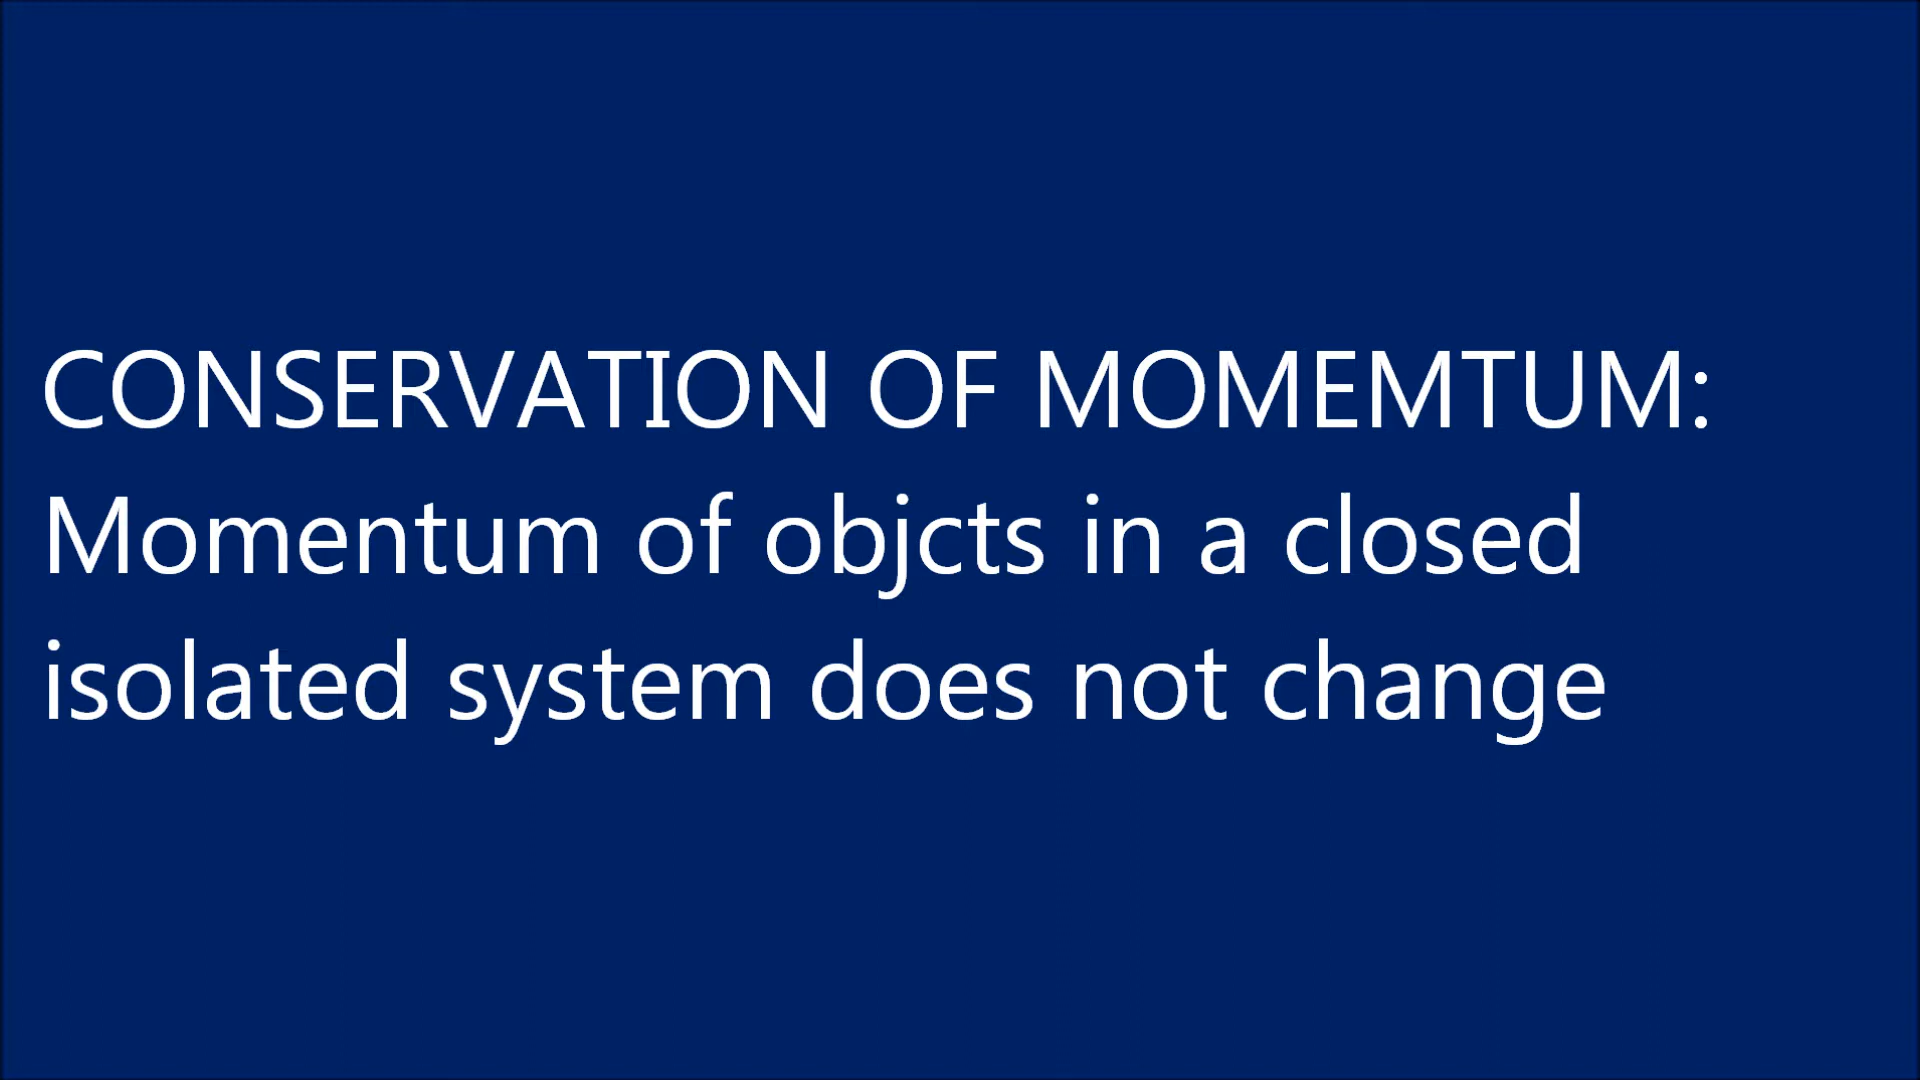 CONSERVATION OF MOMEMTUM:
Momentum of objcts in a closed
isolated system does not change